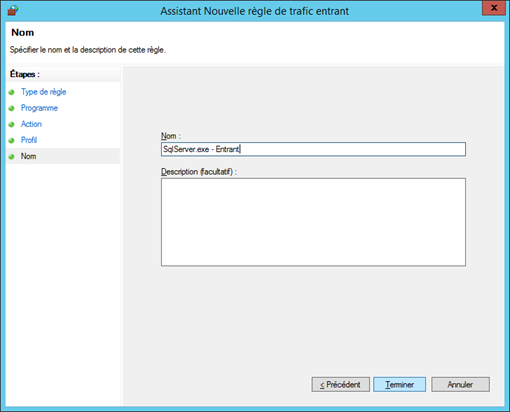 Assistant Nouvelle règle de trafic entrant
x
Nom
Spécifier le nom et la description de cette règle.
Étapes :
Type de règle
Programme
Action
Profil
Nom
Nom :
SqlServer.exe - Entrant
Description (facultatif) :
< Précédent
Terminer
Annuler